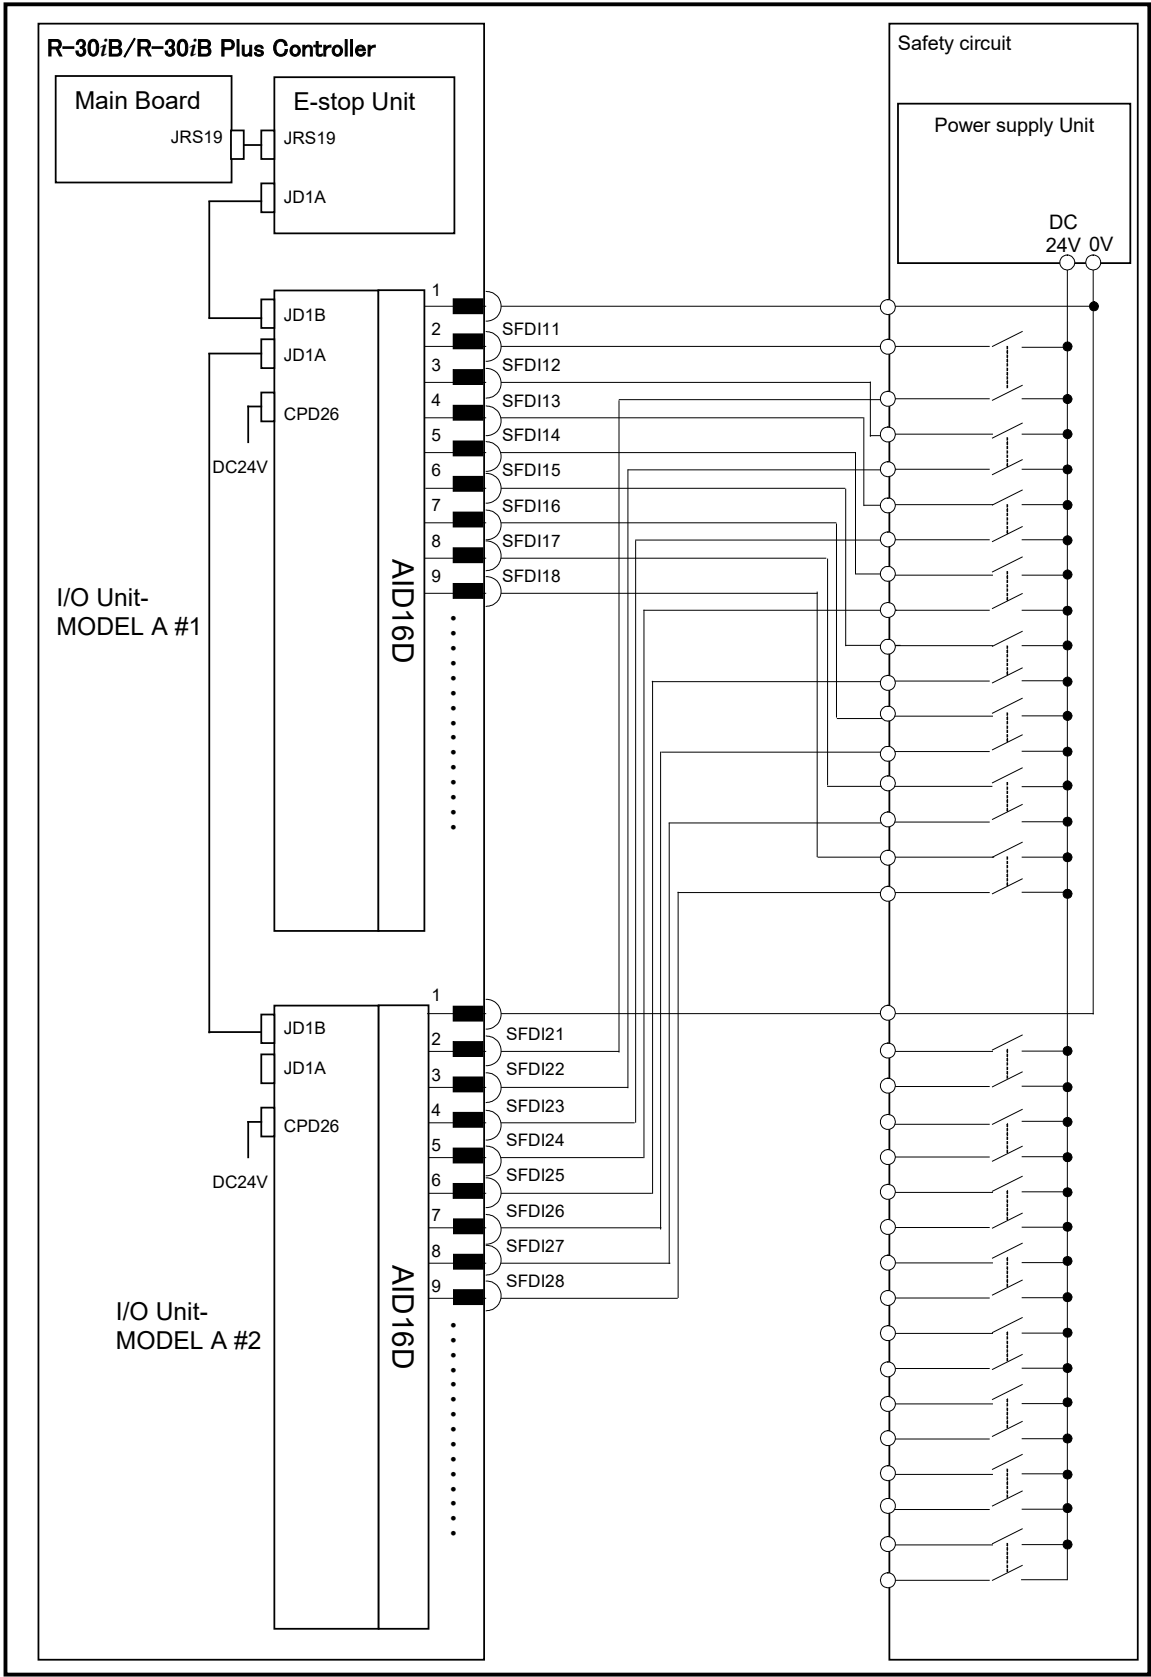 R-30iB/R-30iB Plus Controller
Main Board
JRS19
E-stop Unit
JRS19
JD1A
Safety circuit
Power supply Unit
DC
24V 0V
JD1B
JD1A
CPD26
DC24V
I/O Unit-
MODEL A #1
AID16D
1
2
SFDI11
3
SFDI12
4
SFDI13
5
SFDI14
6
SFDI15
7
SFDI16
8
SFDI17
9
SFDI18
JD1B
JD1A
CPD26
DC24V
I/O Unit-
MODEL A #2
AID16D
1
2
SFDI21
3
SFDI22
4
SFDI23
5
SFDI24
6
SFDI25
7
SFDI26
8
SFDI27
9
SFDI28